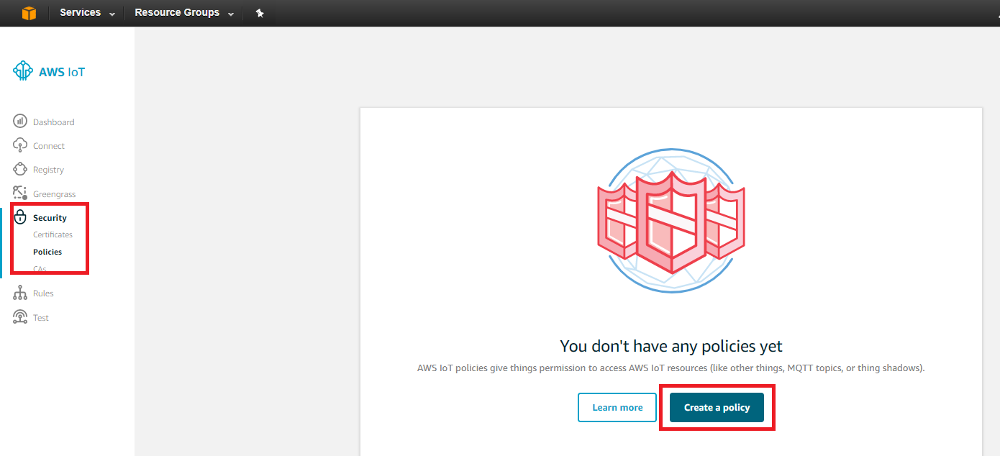 Services
Resource Groups
AWS IoT
Dashboard
Connect
Registry
Greengrass
Security
Certificates
Policies
CAs
Rules
Test
You don't have any policies yet
AWS IoT policies give things permission to access AWS IoT resources (like other things, MQTT topics, or thing shadows).
Learn more
Create a policy